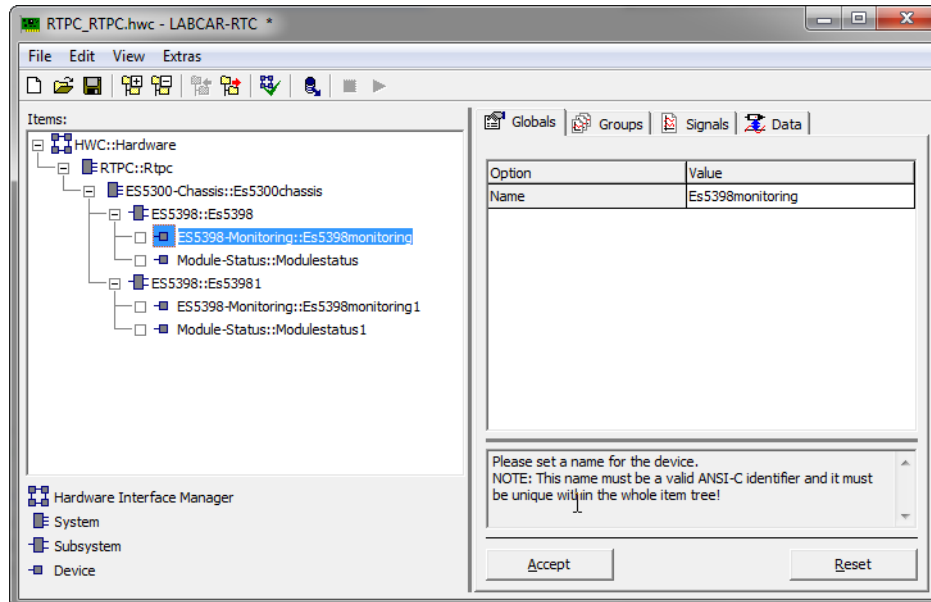 RTPC_RTPC.hwc - LABCAR-RTC *
File Edit View Extras
Items:
HWC::Hardware
RTPC::Rtpc
ES5300-Chassis::Es5300chassis
ES5398::Es5398
ES5398-Monitoring::Es5398monitoring
Module-Status::Modulestatus
ES5398::Es53981
ES5398-Monitoring::Es5398monitoring1
Module-Status::Modulestatus1
Hardware Interface Manager
System
Subsystem
Device
Globals Groups Signals Data
Option Value
Name Es5398monitoring
Please set a name for the device.
NOTE: This name must be a valid ANSI-C identifier and it must
be unique within the whole item tree!
Accept Reset